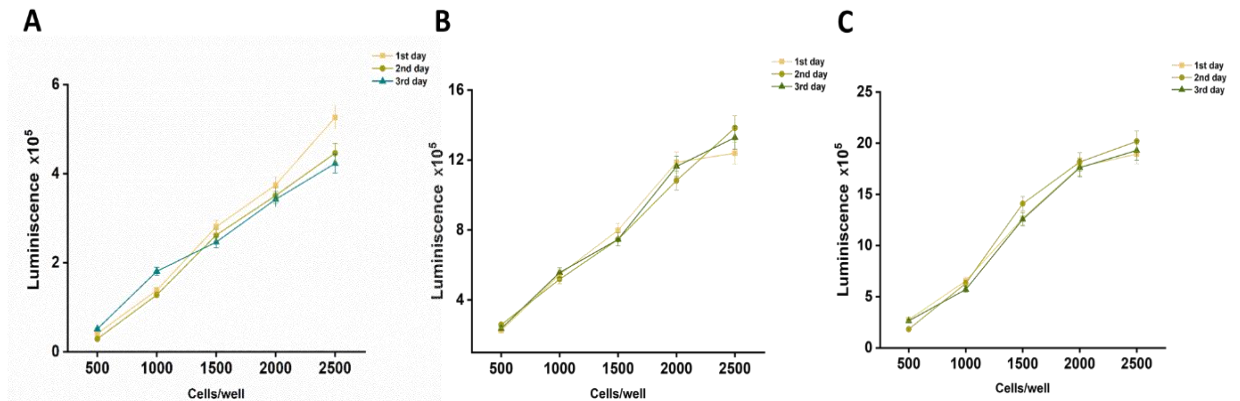 A
1st day
2nd day
3rd day
6
4
2
0
Luminiscence x10⁵
500 1000 1500 2000 2500
Cells/well
B
1st day
2nd day
3rd day
16
12
8
4
Luminiscence x10⁵
500 1000 1500 2000 2500
Cells/well
C
1st day
2nd day
3rd day
25
20
15
10
5
0
Luminiscence x10⁵
500 1000 1500 2000 2500
Cells/well